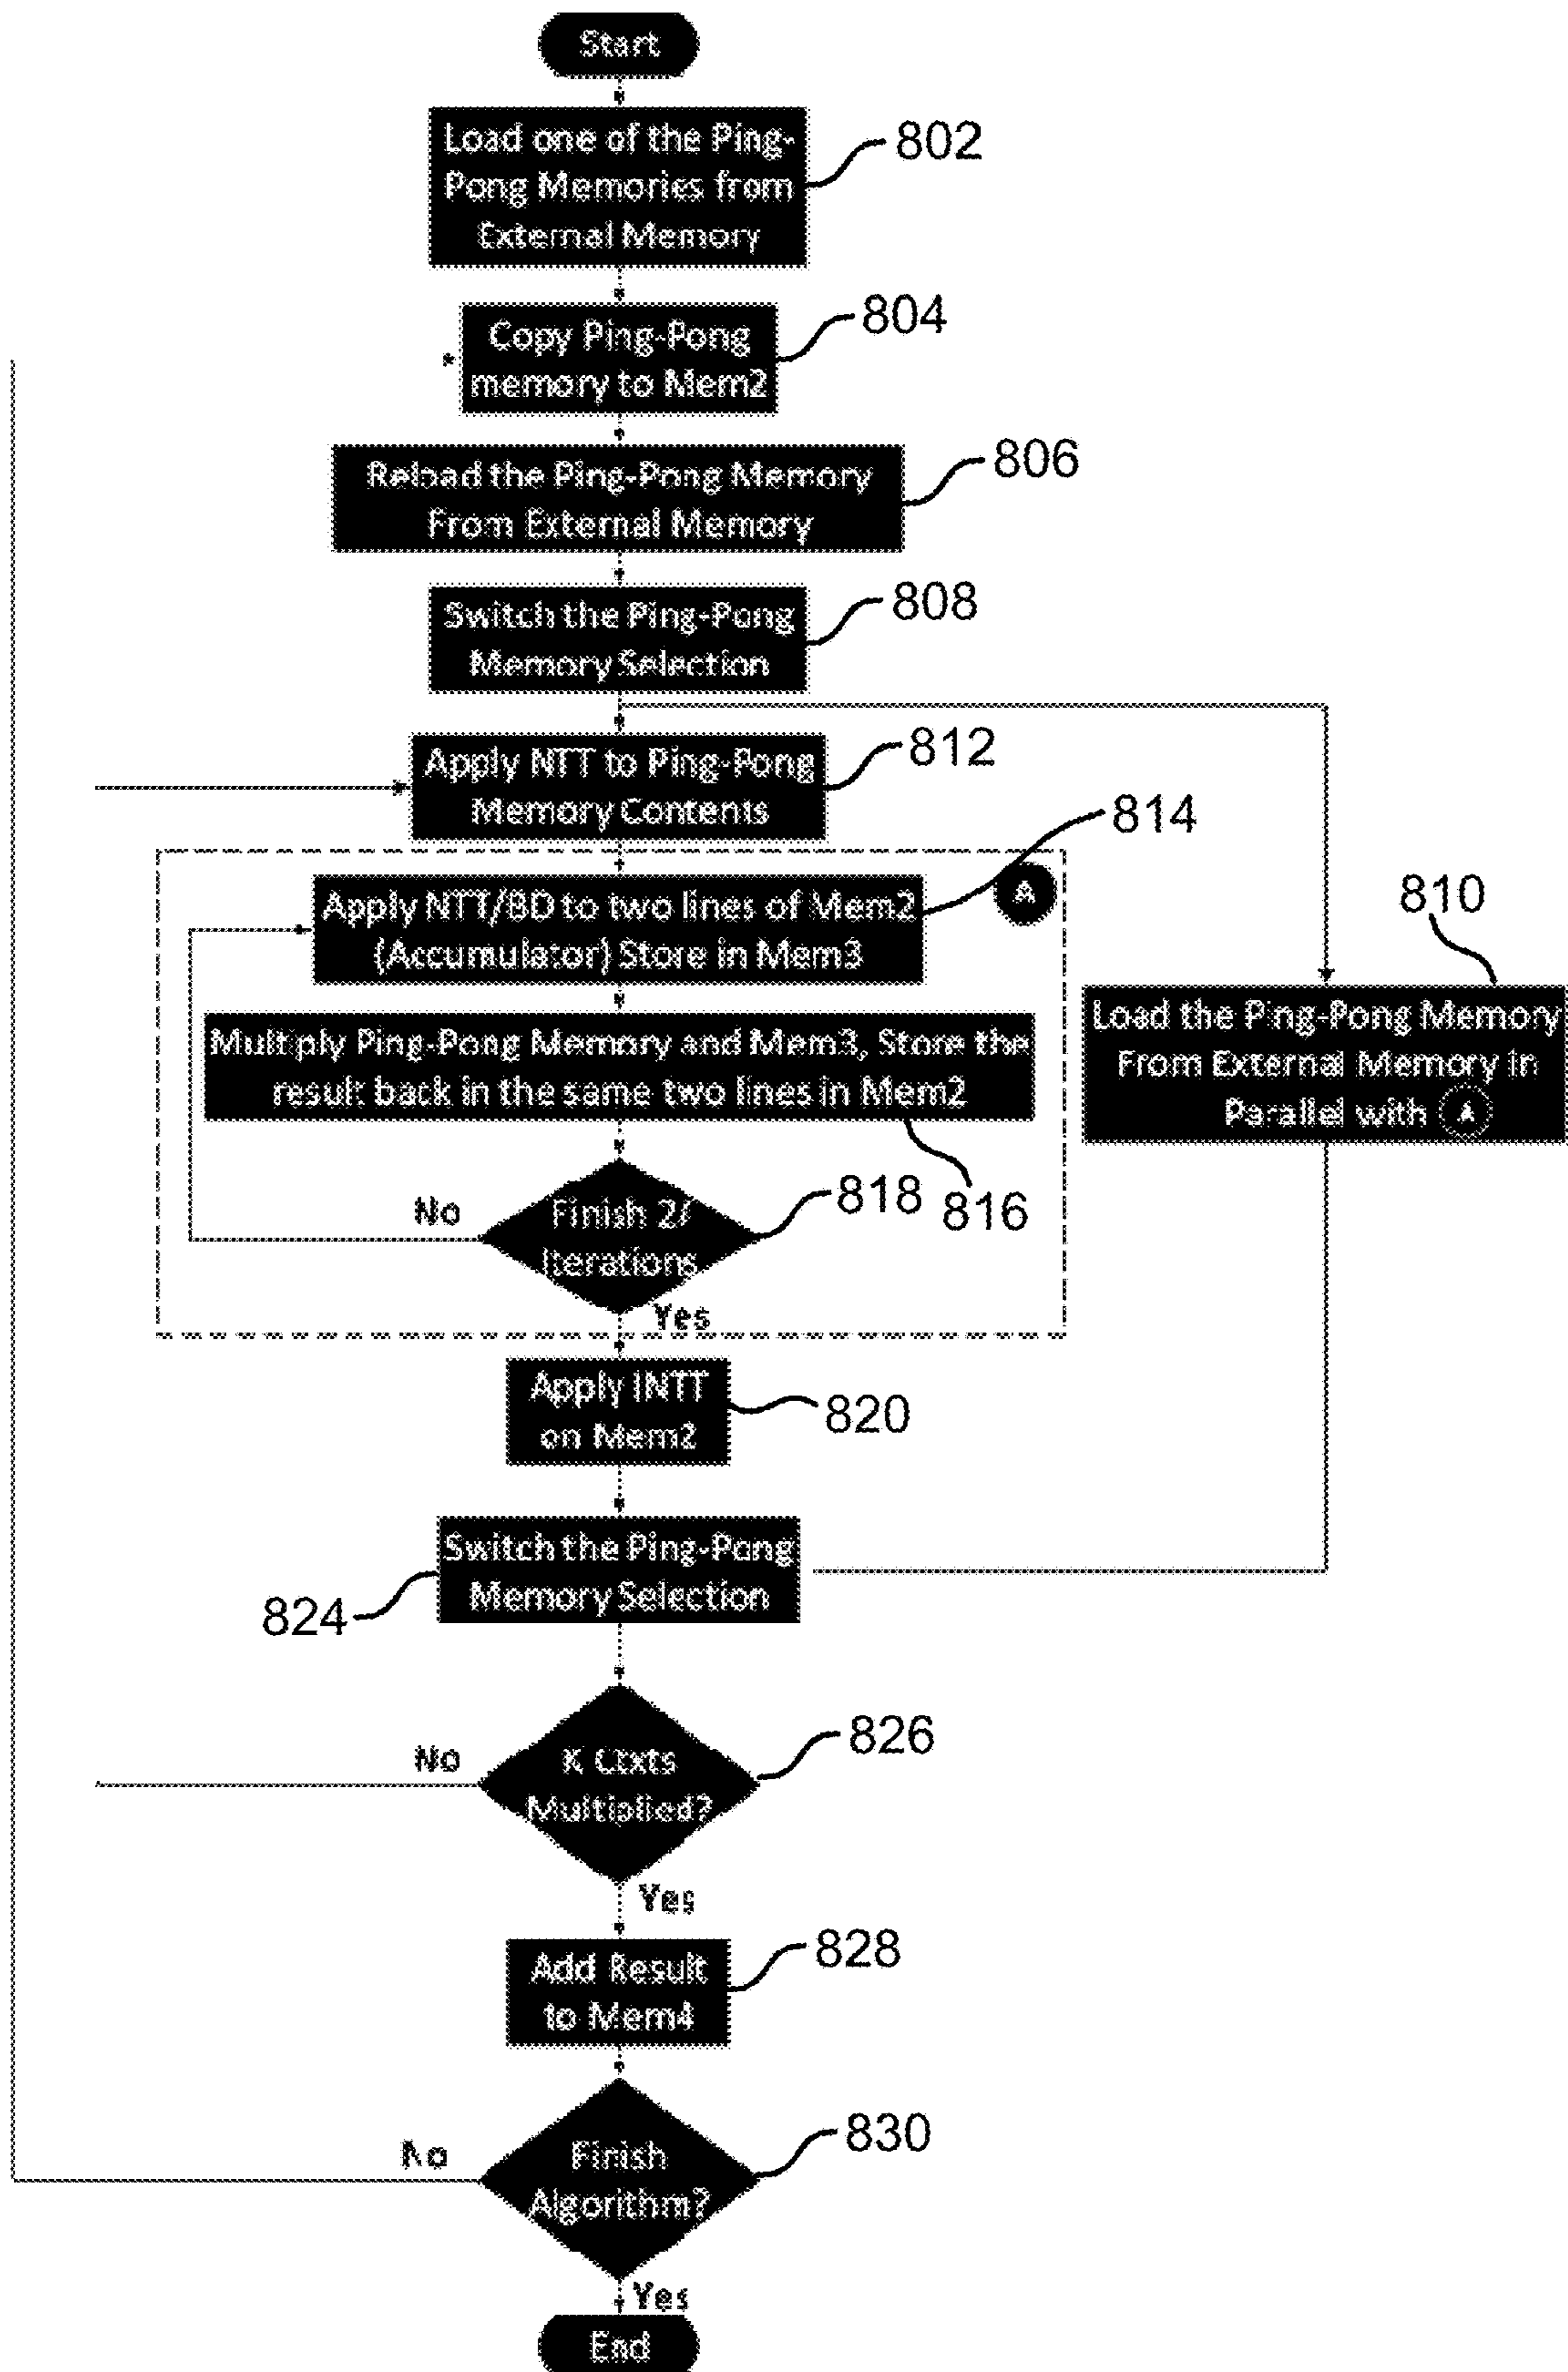 Start
Load one of the Ping-
Pong Memories from
External Memory
802
Copy Ping-Pong
memory to Mem2
804
Reload the Ping-Pong Memory
From External Memory
806
Switch the Ping-Pong
Memory Selection
808
Apply NTT to Ping-Pong
Memory Contents
812
814
A
Apply NTT/BD to two lines of Mem2
(Accumulator) Store in Mem3
810
Load the Ping-Pong Memory
From External Memory in
Parallel with A
Multiply Ping-Pong Memory and Mem3, Store the
result back in the same two lines in Mem2
816
Finish 2/
Iterations
818
No
Yes
Apply INTT
on Mem2
820
Switch the Ping-Pong
Memory Selection
824
K Ctxts
Multiplied?
826
No
Yes
Add Result
to Mem4
828
Finish
Algorithm?
830
No
Yes
End